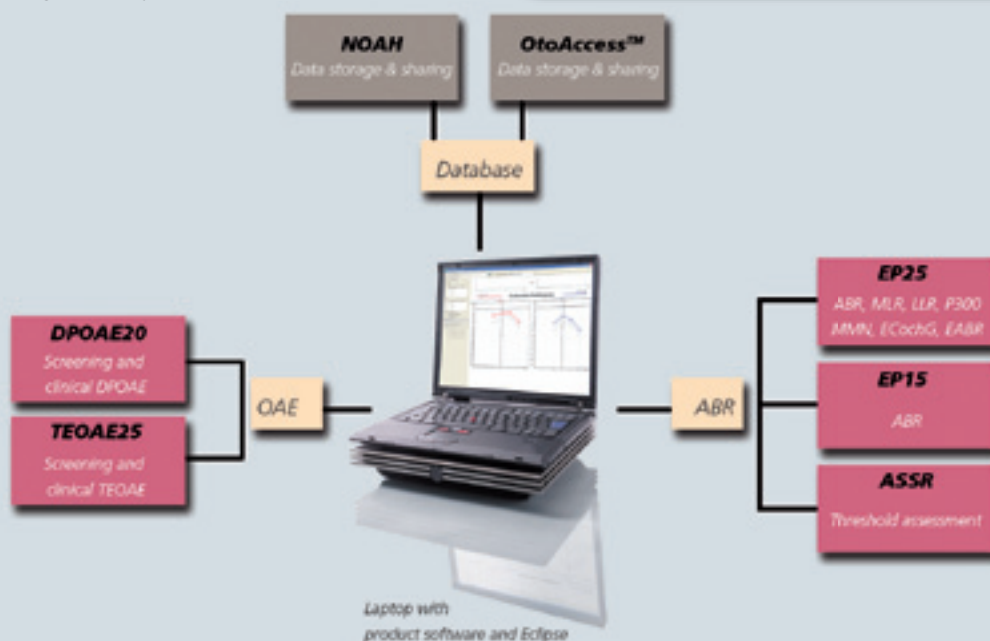 NOAH
Data storage & sharing
OtoAccess™
Data storage & sharing
Database
DPOAE20
Screening and
clinical DPOAE
TEOAE25
Screening and
clinical TEOAE
OAE
ABR
EP25
ABR, MLR, LLR, P300
MMN, ECochG, EABR
EP15
ABR
ASSR
Threshold assessment
Laptop with
product software and Eclipse